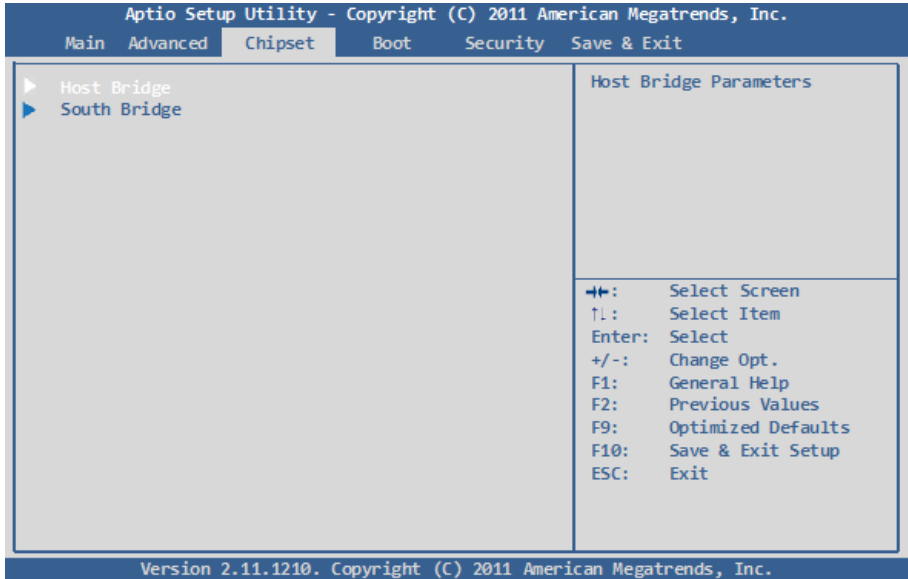 Aptio Setup Utility - Copyright (C) 2011 American Megatrends, Inc.
Main Advanced Chipset Boot Security Save & Exit
Host Bridge
South Bridge
Host Bridge Parameters
→←: Select Screen
↑↓: Select Item
Enter: Select
+/-: Change Opt.
F1: General Help
F2: Previous Values
F9: Optimized Defaults
F10: Save & Exit Setup
ESC: Exit
Version 2.11.1210. Copyright (C) 2011 American Megatrends, Inc.